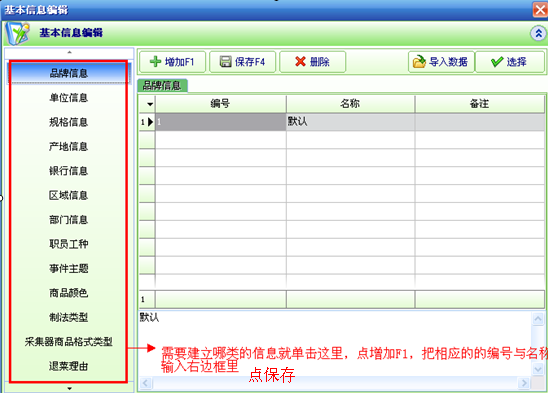 基本信息编辑
基本信息编辑
品牌信息
单位信息
规格信息
产地信息
银行信息
区域信息
部门信息
职员工种
事件主题
商品颜色
制法类型
采集器商品格式类型
退菜理由
增加F1 保存F4 删除 导入数据 选择
品牌信息
编号 名称 备注
1 1 默认
1
默认
需要建立哪类的信息就单击这里，点增加F1，把相应的的编号与名称
输入右边框里
点保存